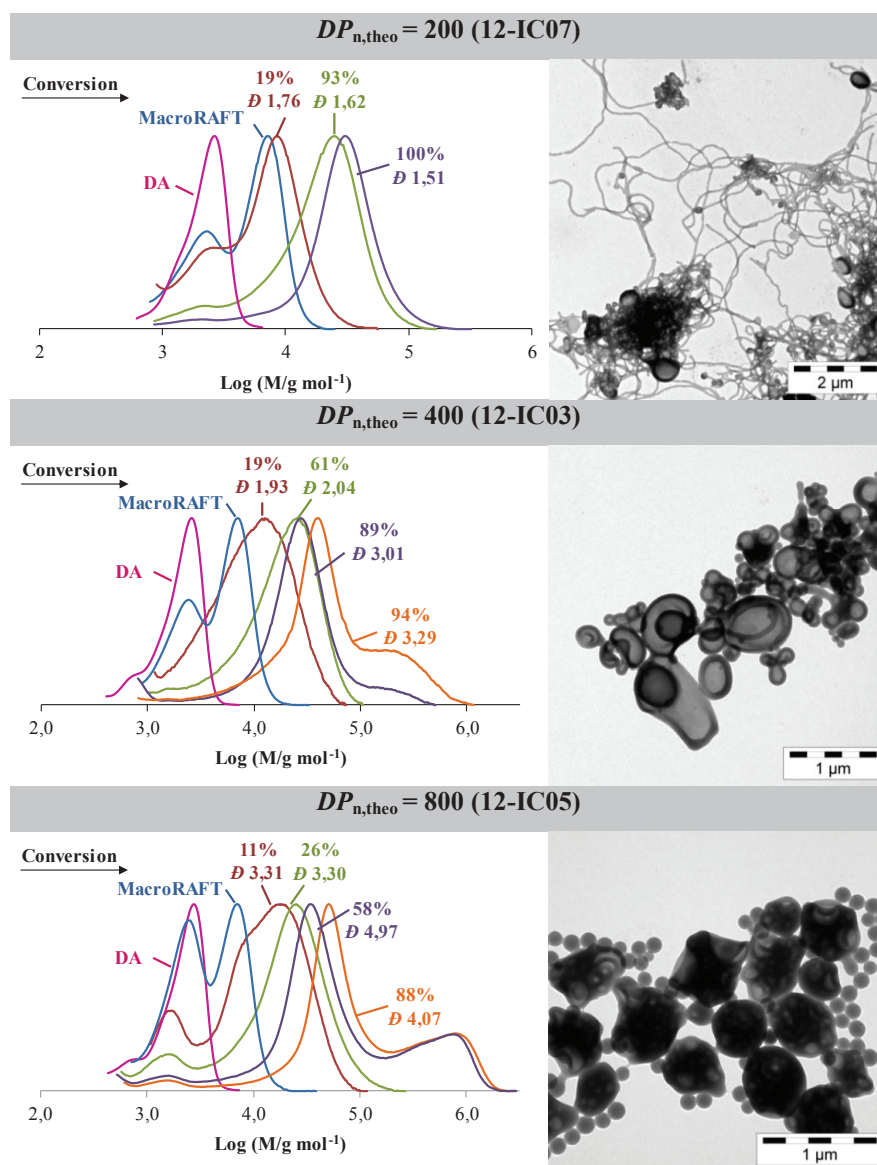 DPn,theo = 200 (12-IC07)
Conversion
19%
Đ 1,76
93%
Đ 1,62
MacroRAFT
100%
Đ 1,51
DA
2
3
4
5
6
Log (M/g mol-1)
2 µm
DPn,theo = 400 (12-IC03)
Conversion
19%
Đ 1,93
61%
Đ 2,04
MacroRAFT
89%
Đ 3,01
DA
94%
Đ 3,29
2,0
3,0
4,0
5,0
6,0
Log (M/g mol-1)
1 µm
DPn,theo = 800 (12-IC05)
Conversion
11%
Đ 3,31
26%
Đ 3,30
MacroRAFT
58%
Đ 4,97
DA
88%
Đ 4,07
2,0
3,0
4,0
5,0
6,0
Log (M/g mol-1)
1 µm